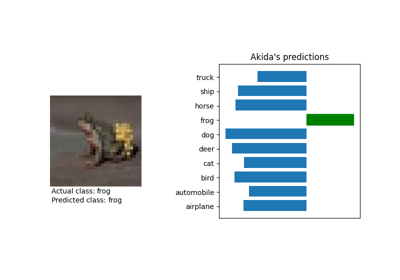 Akida's predictions
truck
ship
horse
frog
dog
deer
cat
bird
automobile
airplane
Actual class: frog
Predicted class: frog